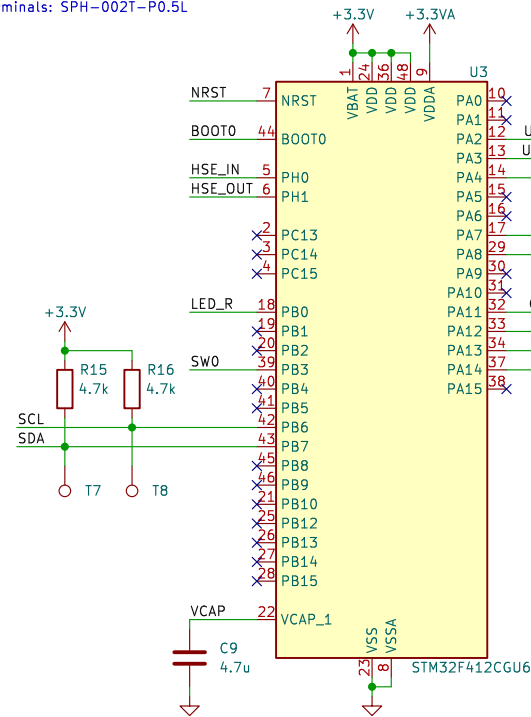 minals: SPH-002T-P0.5L
+3.3V
+3.3VA
U3
1 VBAT
24 VDD
36 VDD
48 VDD
9 VDDA
NRST 7 NRST
PA0 10
PA1 11
BOOT0 44 BOOT0
PA2 12 U
PA3 13 U
HSE_IN 5 PH0
PA4 14
HSE_OUT 6 PH1
PA5 15
PA6 16
2 PC13
PA7 17
3 PC14
PA8 29
4 PC15
PA9 30
PA10 31
LED_R 18 PB0
PA11 32
19 PB1
PA12 33
20 PB2
PA13 34
SW0 39 PB3
PA14 37
40 PB4
PA15 38
41 PB5
+3.3V
R15
4.7k
R16
4.7k
SCL 42 PB6
SDA 43 PB7
45 PB8
46 PB9
T7
T8
21 PB10
25 PB12
26 PB13
27 PB14
28 PB15
VCAP 22 VCAP_1
C9
4.7u
23 VSS
8 VSSA
STM32F412CGU6